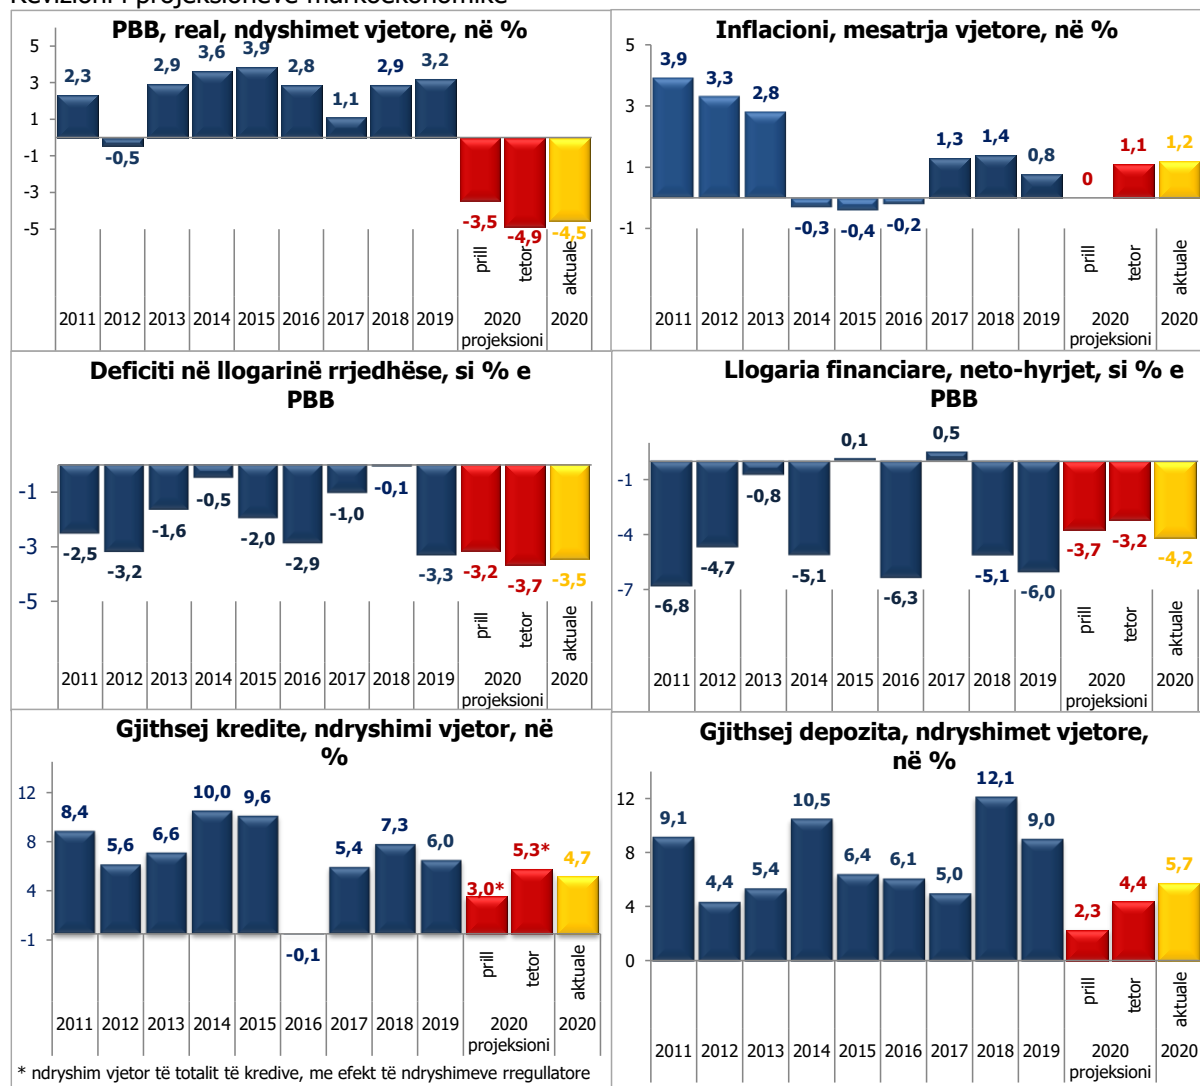 PBB, real, ndyshimet vjetore, në %
5
3
1
-1
-3
-5
2,3
-0,5
2,9
3,6
3,9
2,8
1,1
2,9
3,2
-3,5
-4,9
-4,5
prill
tetor
aktuale
2011 2012 2013 2014 2015 2016 2017 2018 2019 2020 2020
projeksioni
Inflacioni, mesatrja vjetore, në %
5
3
1
-1
3,9
3,3
2,8
-0,3
-0,4
-0,2
1,3
1,4
0,8
0
1,1
1,2
prill
tetor
aktuale
2011 2012 2013 2014 2015 2016 2017 2018 2019 2020 2020
projeksioni
Deficiti në llogarinë rrjedhëse, si % e
PBB
-1
-3
-5
-2,5
-3,2
-1,6
-0,5
-2,0
-2,9
-1,0
-0,1
-3,3
-3,2
-3,7
-3,5
prill
tetor
aktuale
2011 2012 2013 2014 2015 2016 2017 2018 2019 2020 2020
projeksioni
Llogaria financiare, neto-hyrjet, si % e
PBB
-1
-4
-7
-6,8
-4,7
-0,8
-5,1
0,1
-6,3
0,5
-5,1
-6,0
-3,7
-3,2
-4,2
prill
tetor
aktuale
2011 2012 2013 2014 2015 2016 2017 2018 2019 2020 2020
projeksioni
Gjithsej kredite, ndryshimi vjetor, në
%
12
8
4
-1
8,4
5,6
6,6
10,0
9,6
-0,1
5,4
7,3
6,0
3,0*
5,3*
4,7
prill
tetor
aktuale
2011 2012 2013 2014 2015 2016 2017 2018 2019 2020 2020
projeksioni
* ndryshim vjetor të totalit të kredive, me efekt të ndryshimeve rregullatore
Gjithsej depozita, ndryshimet vjetore,
në %
12
8
4
0
9,1
4,4
5,4
10,5
6,4
6,1
5,0
12,1
9,0
2,3
4,4
5,7
prill
tetor
aktuale
2011 2012 2013 2014 2015 2016 2017 2018 2019 2020 2020
projeksioni